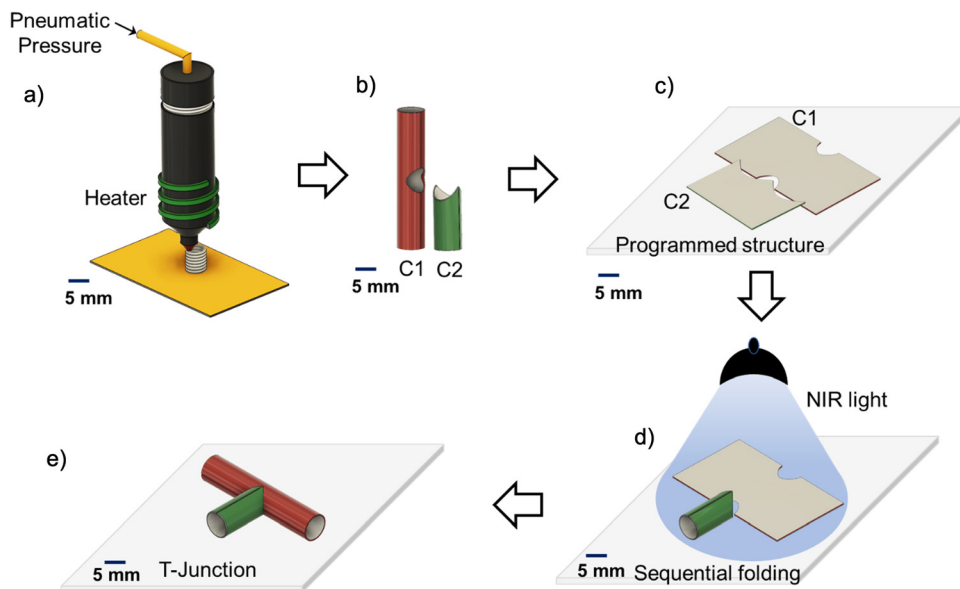 Pneumatic
Pressure
a)
Heater
5 mm
b)
C1
C2
5 mm
c)
C1
C2
Programmed structure
5 mm
NIR light
d)
5 mm
Sequential folding
e)
5 mm
T-Junction